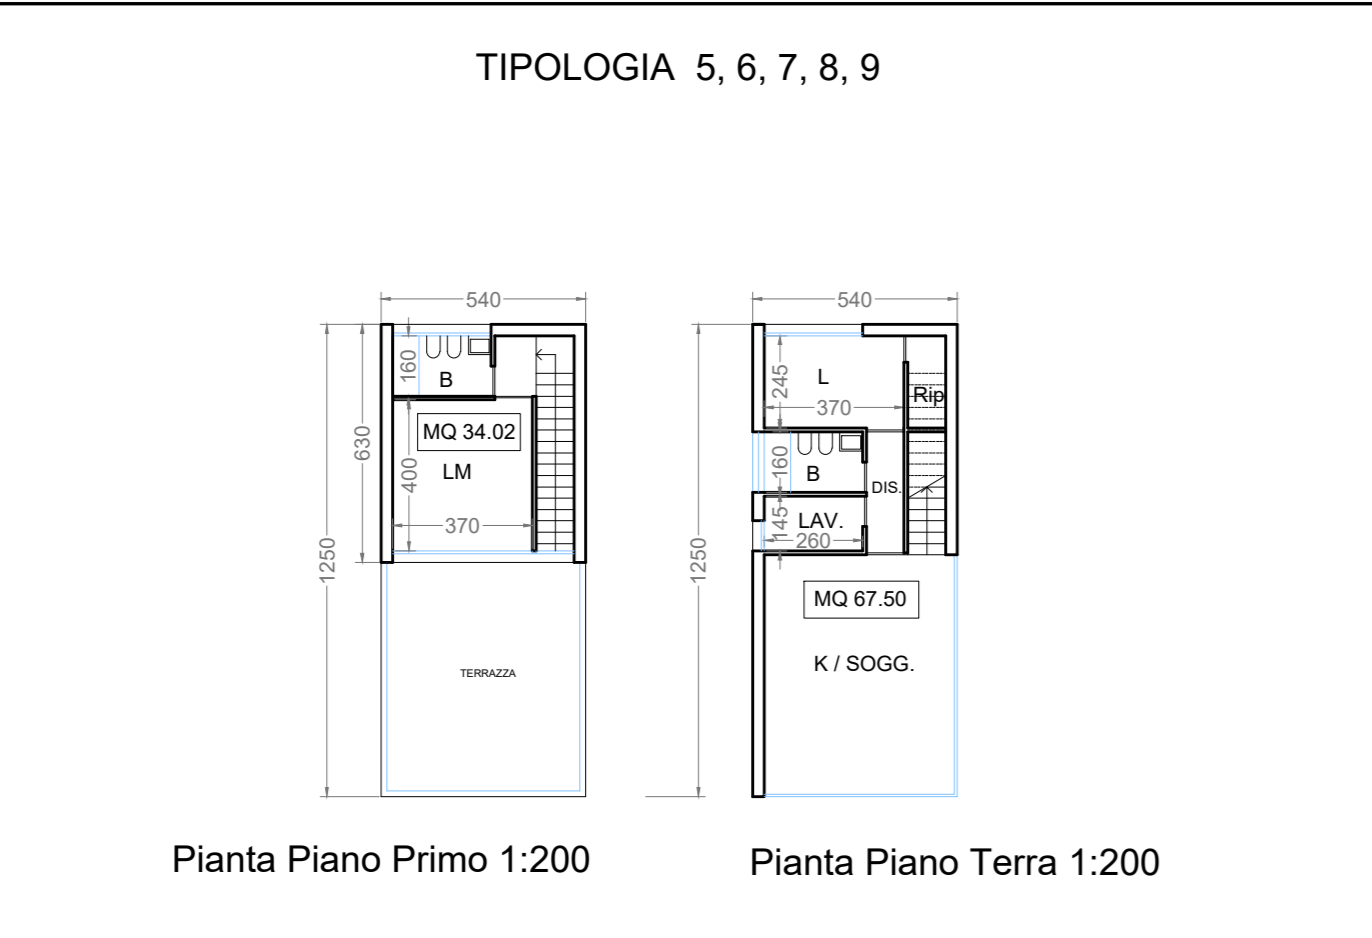 TIPOLOGIA 5, 6, 7, 8, 9
540
160
B
MQ 34.02
630
400
LM
370
1250
TERRAZZA
Pianta Piano Primo 1:200
540
L
245
370
Rip
160
B
DIS.
145
LAV.
260
1250
MQ 67.50
K / SOGG.
Pianta Piano Terra 1:200